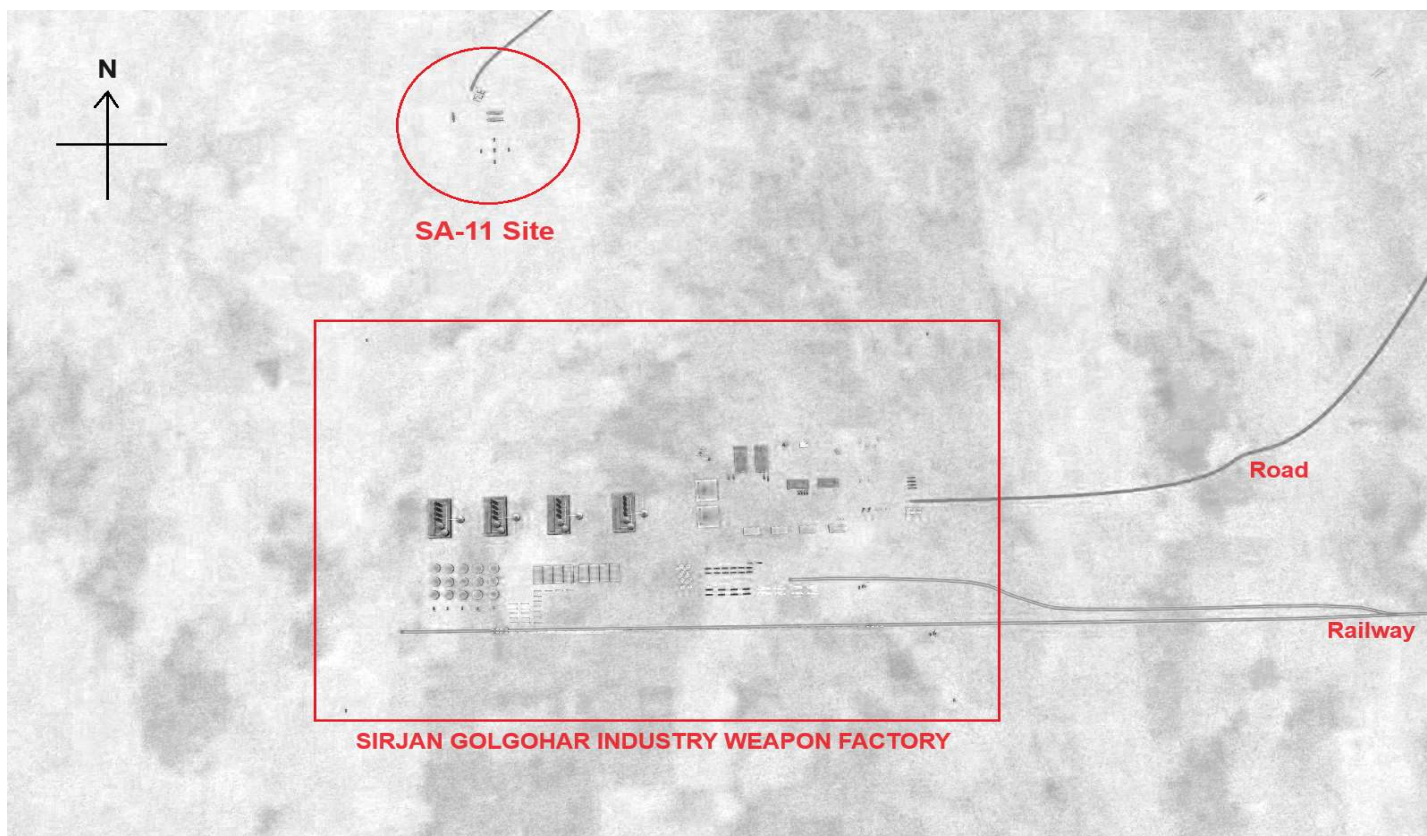 N
SA-11 Site
Road
Railway
SIRJAN GOLGOHAR INDUSTRY WEAPON FACTORY